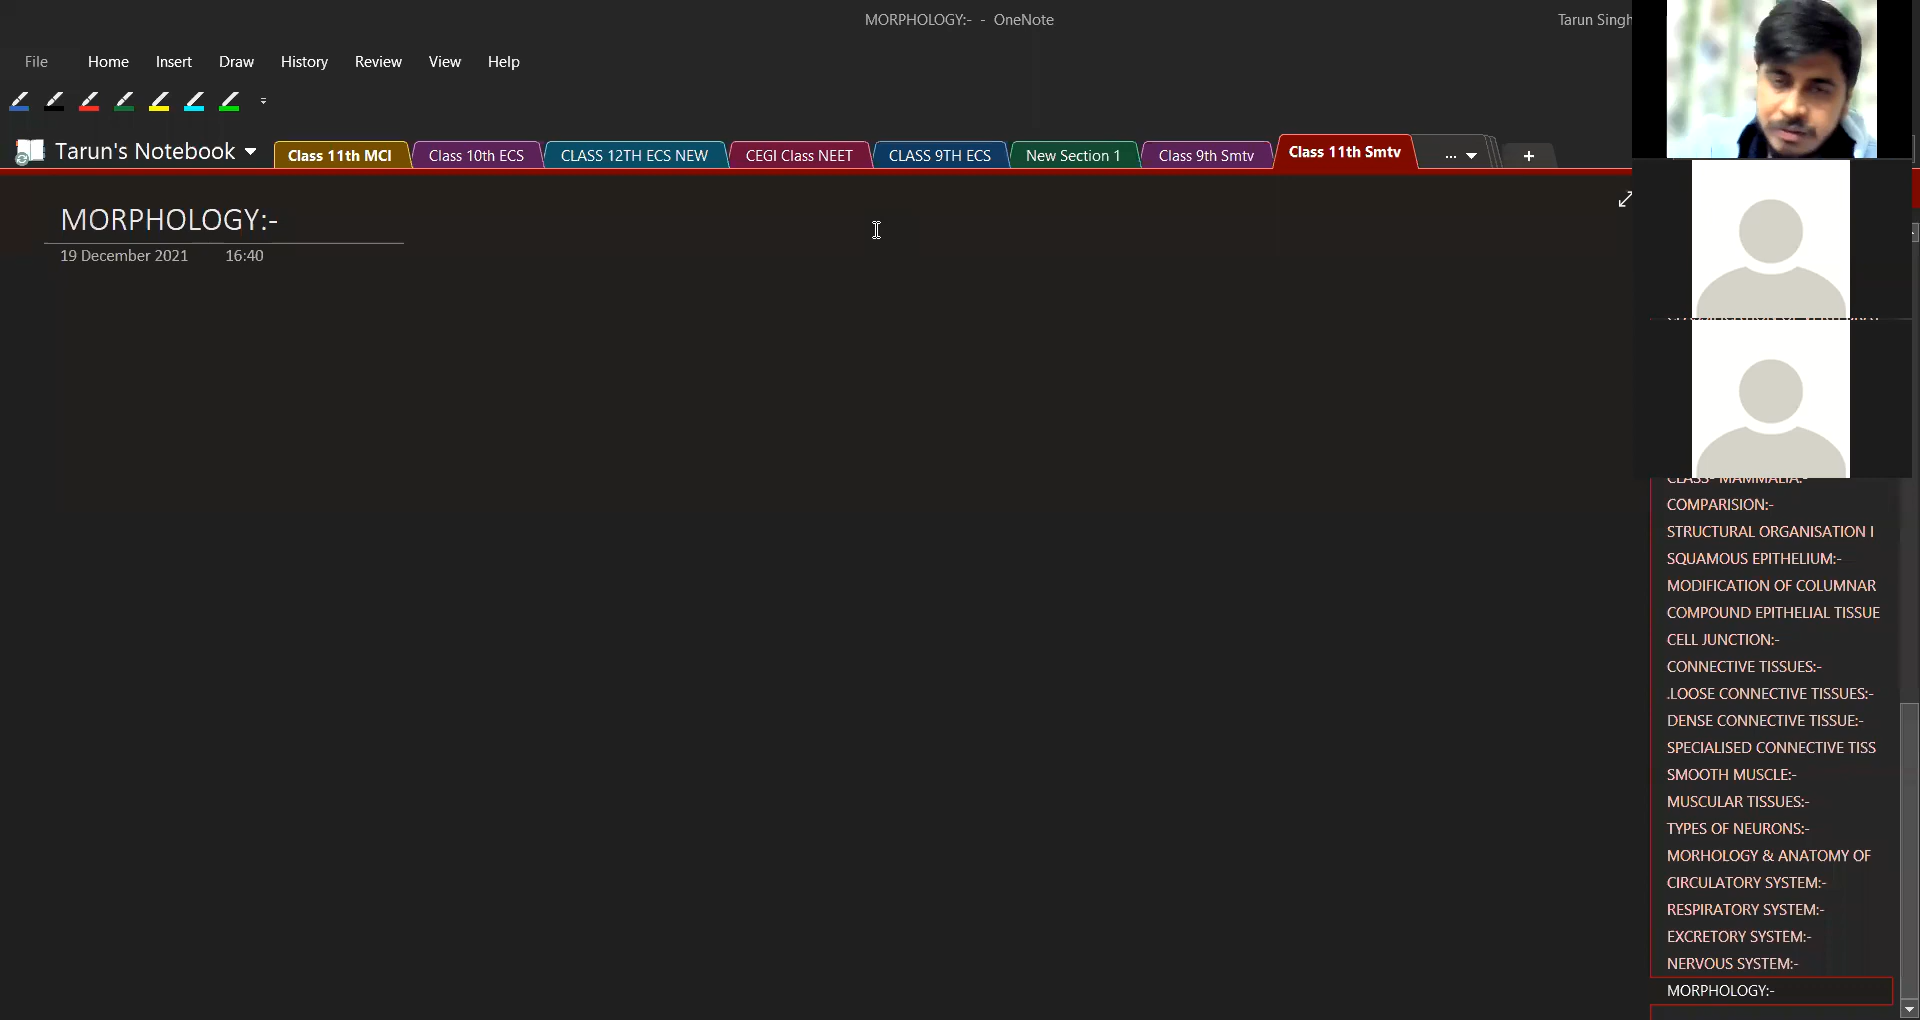 MORPHOLOGY:- - OneNote
Tarun Singh
File Home Insert Draw History Review View Help
Tarun's Notebook
Class 11th MCI Class 10th ECS CLASS 12TH ECS NEW CEGI Class NEET CLASS 9TH ECS New Section 1 Class 9th Smtv Class 11th Smtv ... +
MORPHOLOGY:-
19 December 2021 16:40
CLASS- MAMMALIA:-
COMPARISION:-
STRUCTURAL ORGANISATION I
SQUAMOUS EPITHELIUM:-
MODIFICATION OF COLUMNAR
COMPOUND EPITHELIAL TISSUE
CELL JUNCTION:-
CONNECTIVE TISSUES:-
.LOOSE CONNECTIVE TISSUES:-
DENSE CONNECTIVE TISSUE:-
SPECIALISED CONNECTIVE TISS
SMOOTH MUSCLE:-
MUSCULAR TISSUES:-
TYPES OF NEURONS:-
MORHOLOGY & ANATOMY OF
CIRCULATORY SYSTEM:-
RESPIRATORY SYSTEM:-
EXCRETORY SYSTEM:-
NERVOUS SYSTEM:-
MORPHOLOGY:-